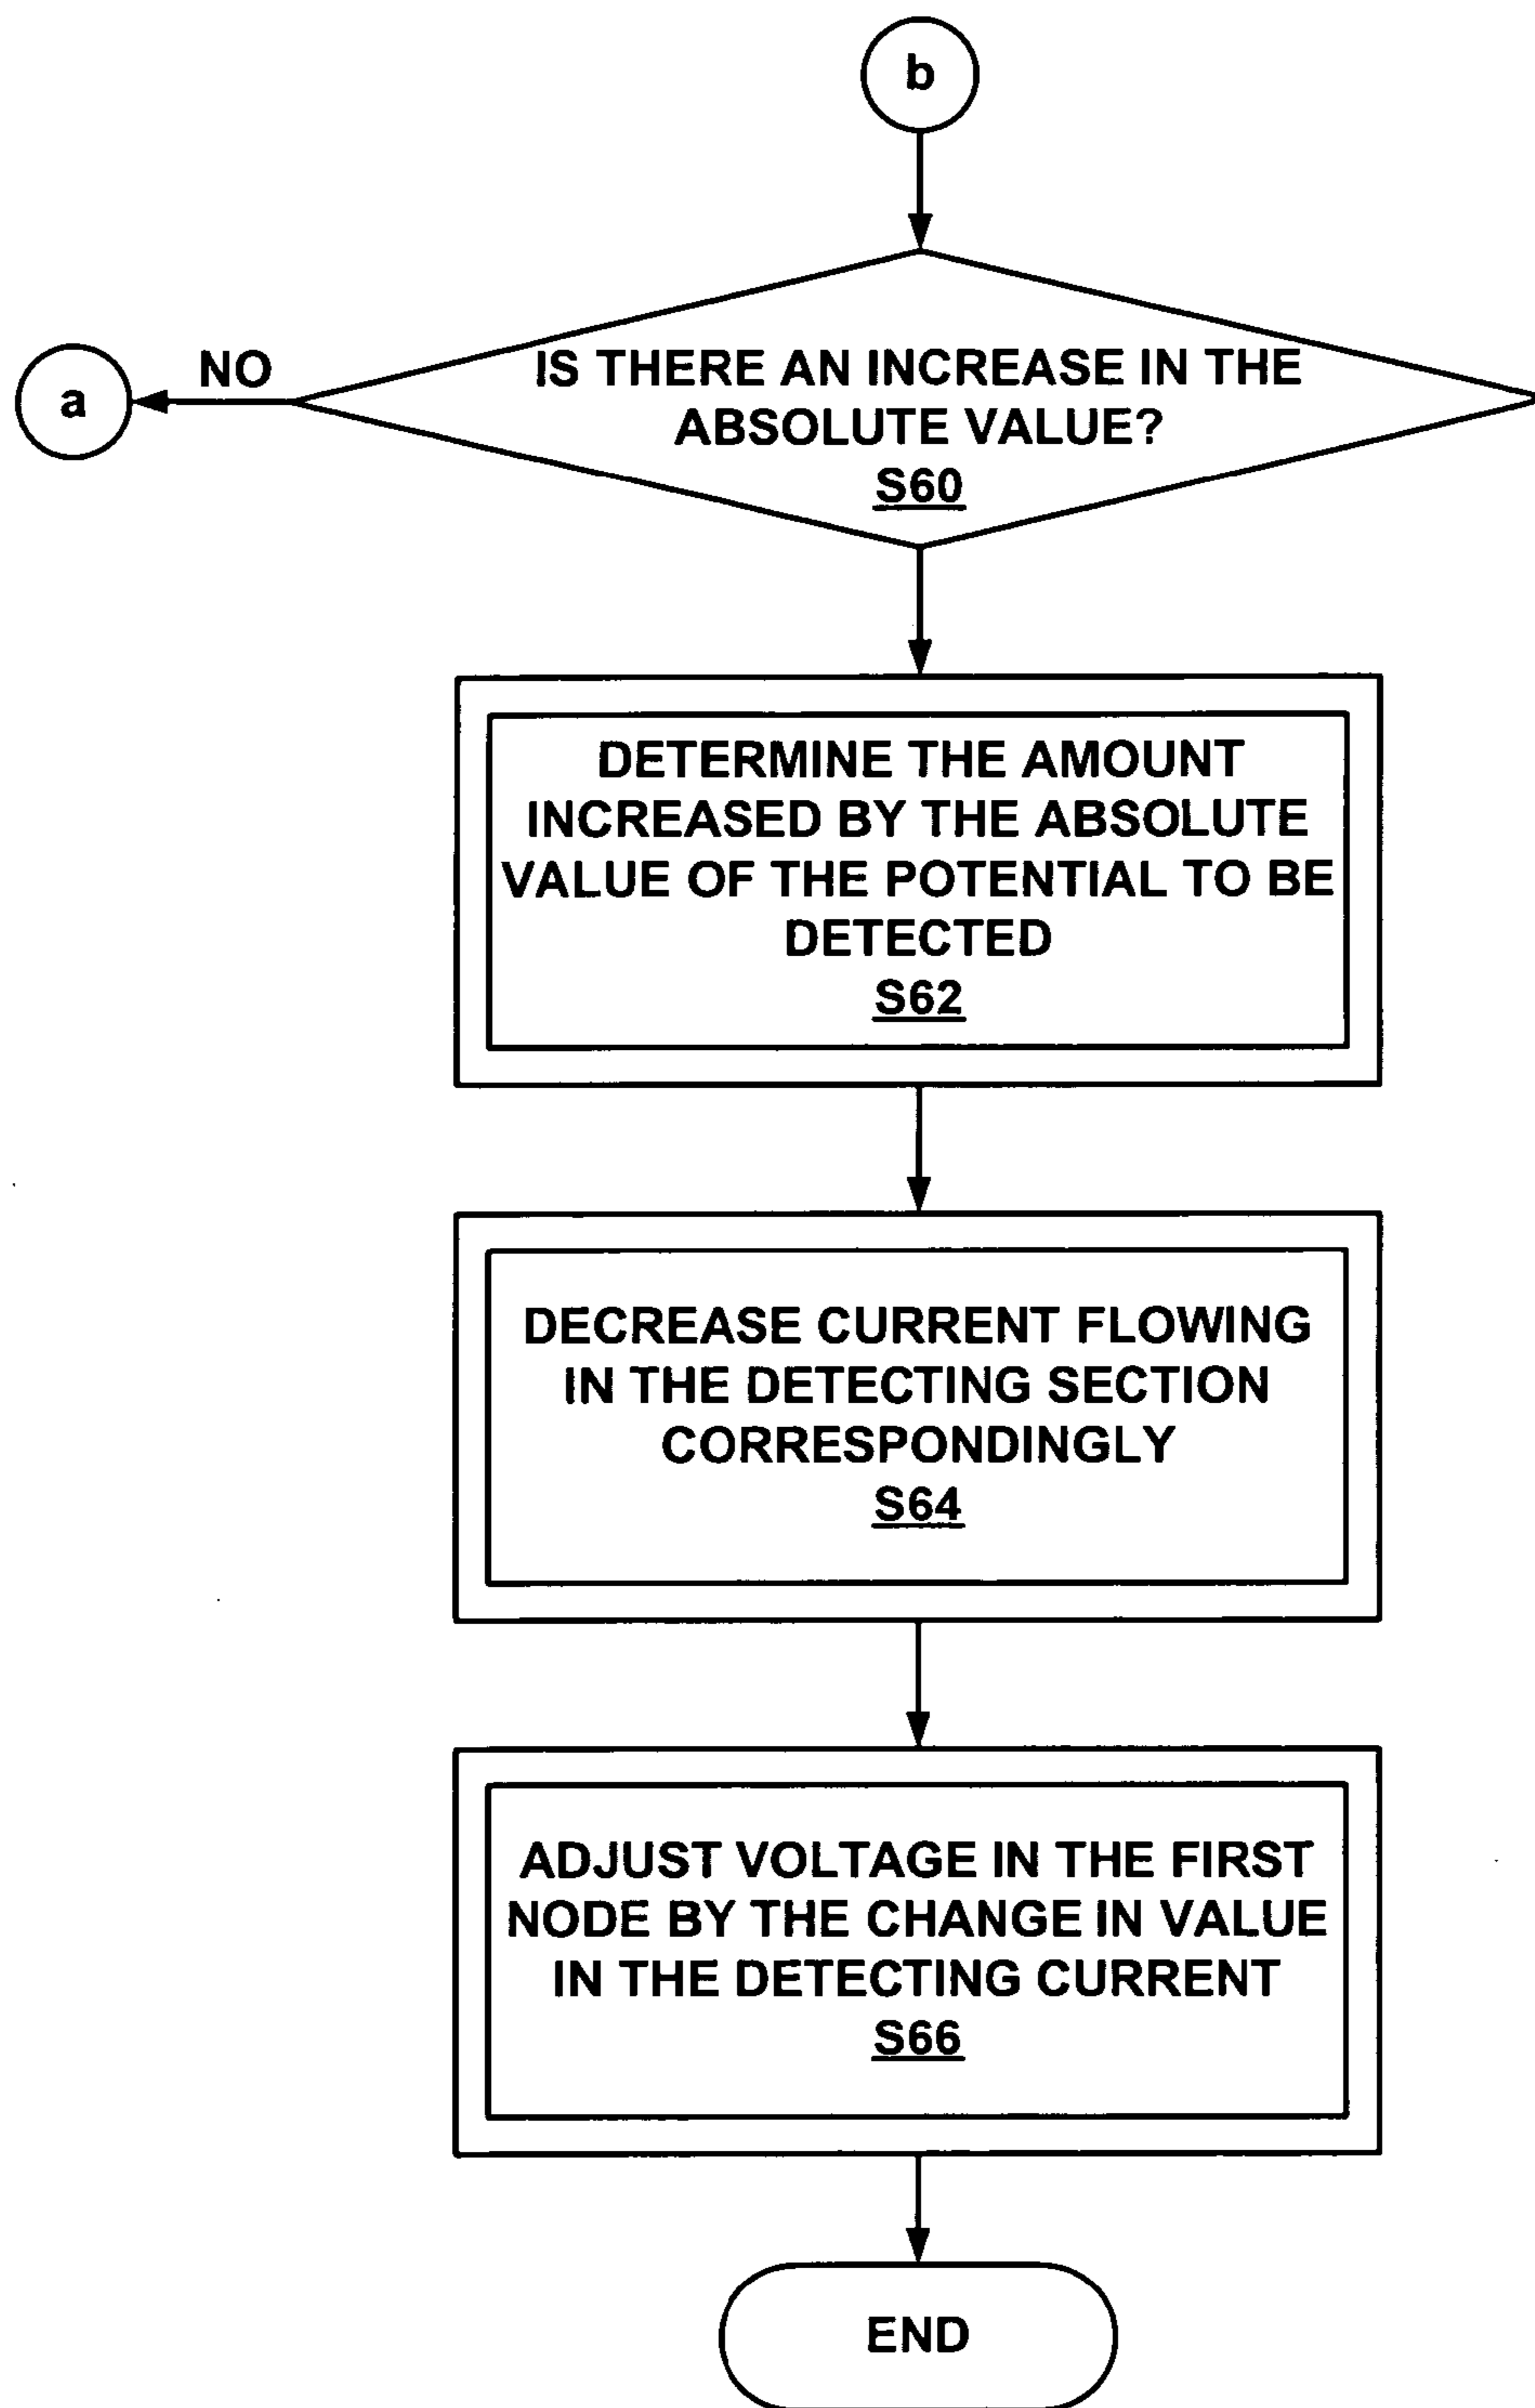 b
NO
a
IS THERE AN INCREASE IN THE
ABSOLUTE VALUE?
S60
DETERMINE THE AMOUNT
INCREASED BY THE ABSOLUTE
VALUE OF THE POTENTIAL TO BE
DETECTED
S62
DECREASE CURRENT FLOWING
IN THE DETECTING SECTION
CORRESPONDINGLY
S64
ADJUST VOLTAGE IN THE FIRST
NODE BY THE CHANGE IN VALUE
IN THE DETECTING CURRENT
S66
END